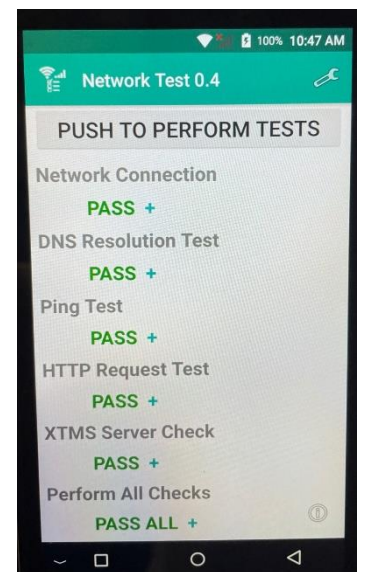 100% 10:47 AM
Network Test 0.4
PUSH TO PERFORM TESTS
Network Connection
PASS +
DNS Resolution Test
PASS +
Ping Test
PASS +
HTTP Request Test
PASS +
XTMS Server Check
PASS +
Perform All Checks
PASS ALL +